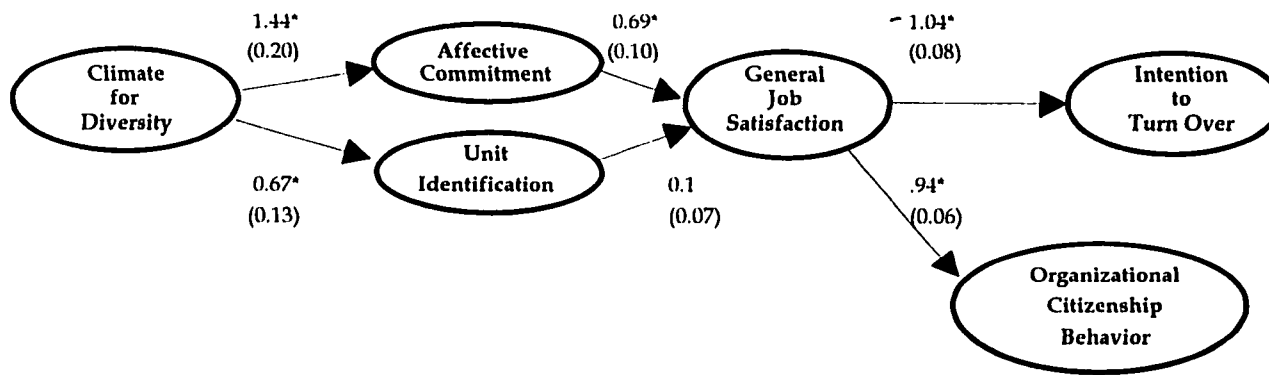 1.44*
(0.20)
0.69*
(0.10)
- 1.04*
(0.08)
Climate
for
Diversity
Affective
Commitment
General
Job
Satisfaction
Intention
to
Turn Over
Unit
Identification
0.67*
(0.13)
0.1
(0.07)
.94*
(0.06)
Organizational
Citizenship
Behavior